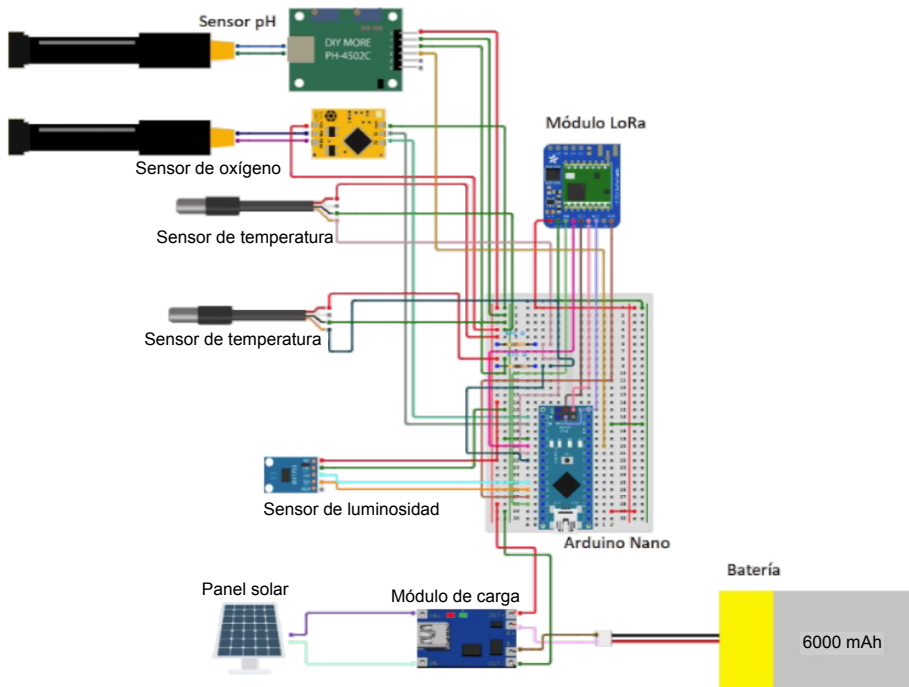 Sensor pH
DIY MORE
PH-4502C
Módulo LoRa
Sensor de oxígeno
Sensor de temperatura
Sensor de temperatura
Sensor de luminosidad
Arduino Nano
Batería
Panel solar
Módulo de carga
6000 mAh